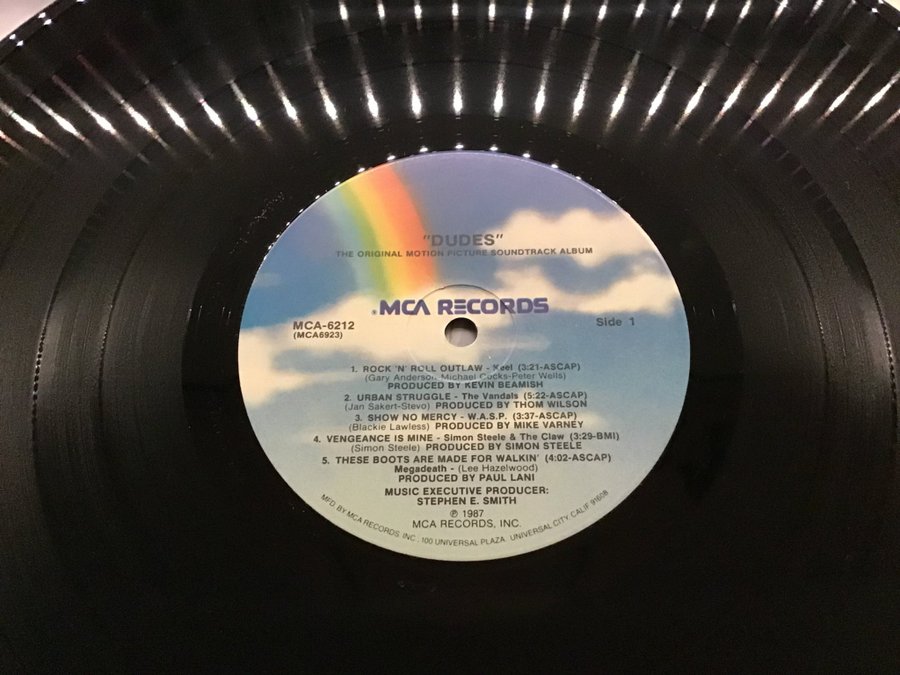 "DUDES"
THE ORIGINAL MOTION PICTURE SOUNDTRACK ALBUM
MCA RECORDS
MCA-6212
(MCA6923)
Side 1
1. ROCK 'N' ROLL OUTLAW - Keel (3:21-ASCAP)
(Gary Anderson, Michael Cocks-Peter Wells)
PRODUCED BY KEVIN BEAMISH
2. URBAN STRUGGLE - The Vandals (5:22-ASCAP)
(Jan Sakert-Stevo) PRODUCED BY THOM WILSON
3. SHOW NO MERCY - W.A.S.P. (3:37-ASCAP)
(Blackie Lawless) PRODUCED BY MIKE VARNEY
4. VENGEANCE IS MINE - Simon Steele & The Claw (3:29-BMI)
(Simon Steele) PRODUCED BY SIMON STEELE
5. THESE BOOTS ARE MADE FOR WALKIN' (4:02-ASCAP)
Megadeath - (Lee Hazelwood)
PRODUCED BY PAUL LANI
MUSIC EXECUTIVE PRODUCER:
STEPHEN E. SMITH
℗ 1987
MCA RECORDS, INC.
MFD. BY MCA RECORDS, INC., 100 UNIVERSAL PLAZA, UNIVERSAL CITY, CALIF. 91608